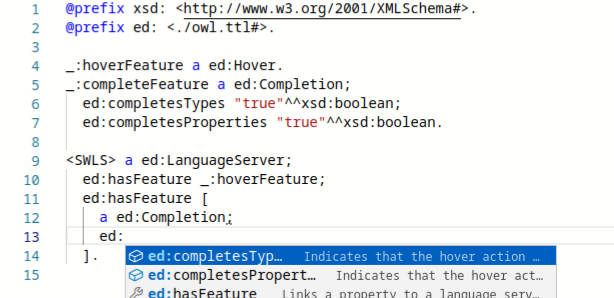 1 @prefix xsd: <http://www.w3.org/2001/XMLSchema#>.
2 @prefix ed: <./owl.ttl#>.
3
4 _:hoverFeature a ed:Hover.
5 _:completeFeature a ed:Completion;
6 ed:completesTypes "true"^^xsd:boolean;
7 ed:completesProperties "true"^^xsd:boolean.
8
9 <SWLS> a ed:LanguageServer;
10 ed:hasFeature _:hoverFeature;
11 ed:hasFeature [
12 a ed:Completion;
13 ed:
14 ].
ed:completesTyp… Indicates that the hover action …
15
ed:completesPropert… Indicates that the hover act…
ed:hasFeature Links a property to a language serv…